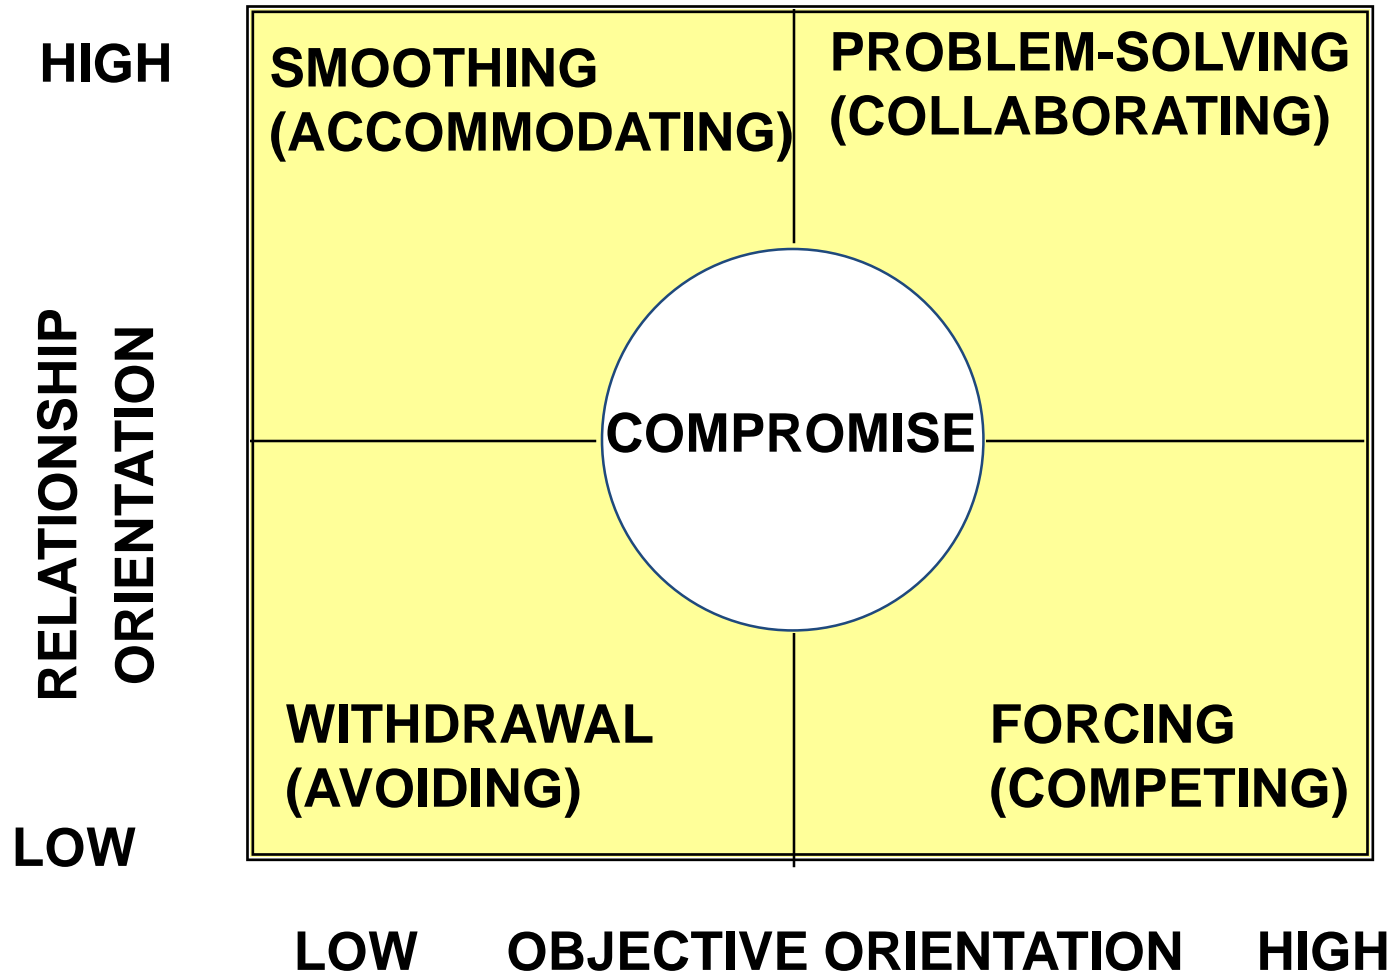 HIGH
SMOOTHING
(ACCOMMODATING)
PROBLEM-SOLVING
(COLLABORATING)
RELATIONSHIP
ORIENTATION
COMPROMISE
WITHDRAWAL
(AVOIDING)
FORCING
(COMPETING)
LOW
LOW OBJECTIVE ORIENTATION HIGH